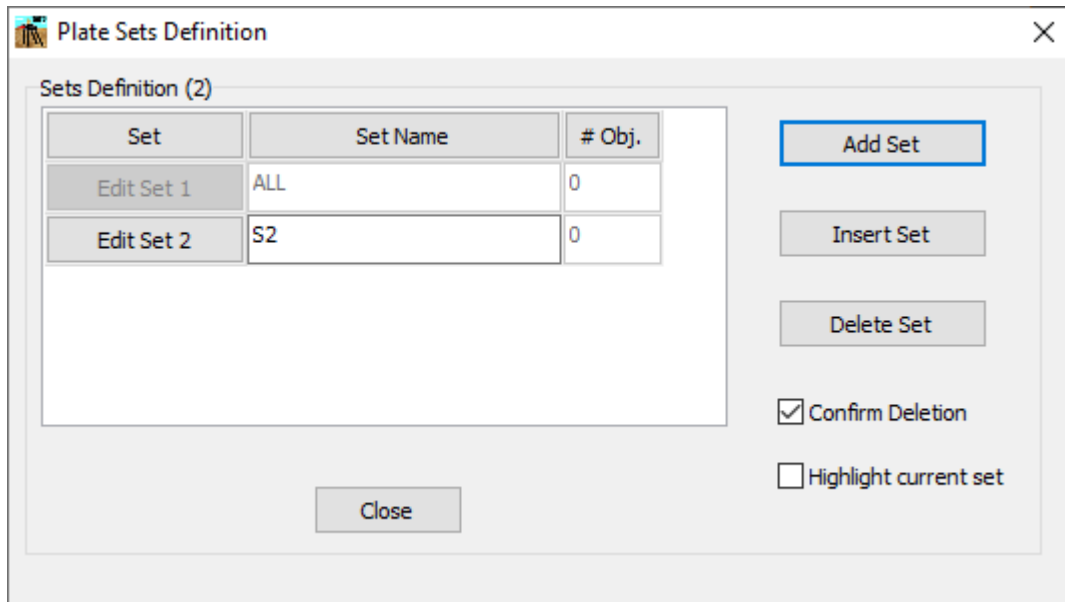 Plate Sets Definition
Sets Definition (2)
Set Set Name # Obj.
Edit Set 1 ALL 0
Edit Set 2 S2 0
Add Set
Insert Set
Delete Set
Confirm Deletion
Highlight current set
Close